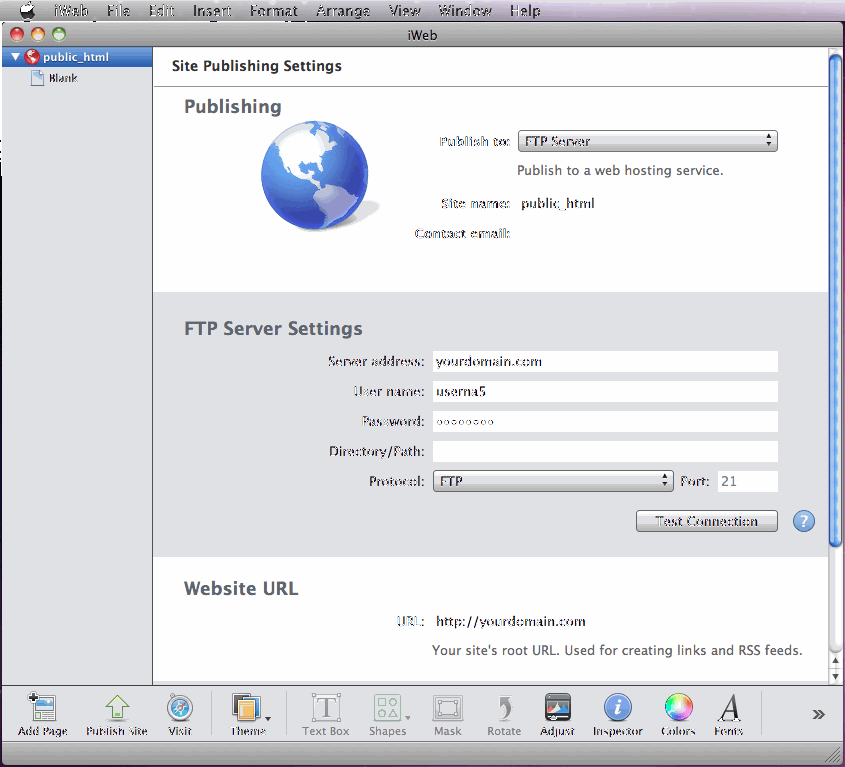 iWeb File Edit Insert Format Arrange View Window Help
iWeb
public_html
Blank
Site Publishing Settings
Publishing
Publish to: FTP Server
Publish to a web hosting service.
Site name: public_html
Contact email:
FTP Server Settings
Server address: yourdomain.com
User name: userna5
Password:
Directory/Path:
Protocol: FTP Port: 21
Test Connection ?
Website URL
URL: http://yourdomain.com
Your site's root URL. Used for creating links and RSS feeds.
Add Page Publish Site Visit Theme Text Box Shapes Mask Rotate Adjust Inspector Colors Fonts